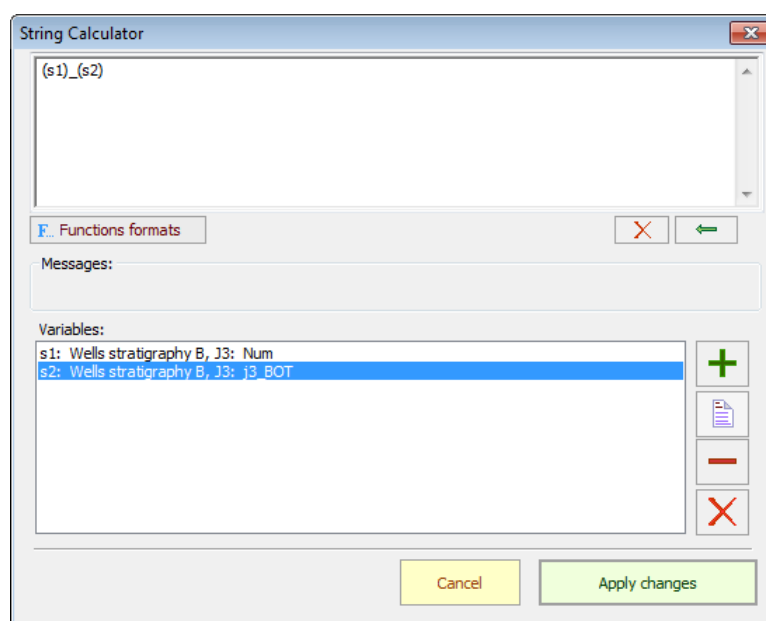 String Calculator
(s1)_(s2)
F... Functions formats
Messages:
Variables:
s1: Wells stratigraphy B, J3: Num
s2: Wells stratigraphy B, J3: j3_BOT
Cancel
Apply changes